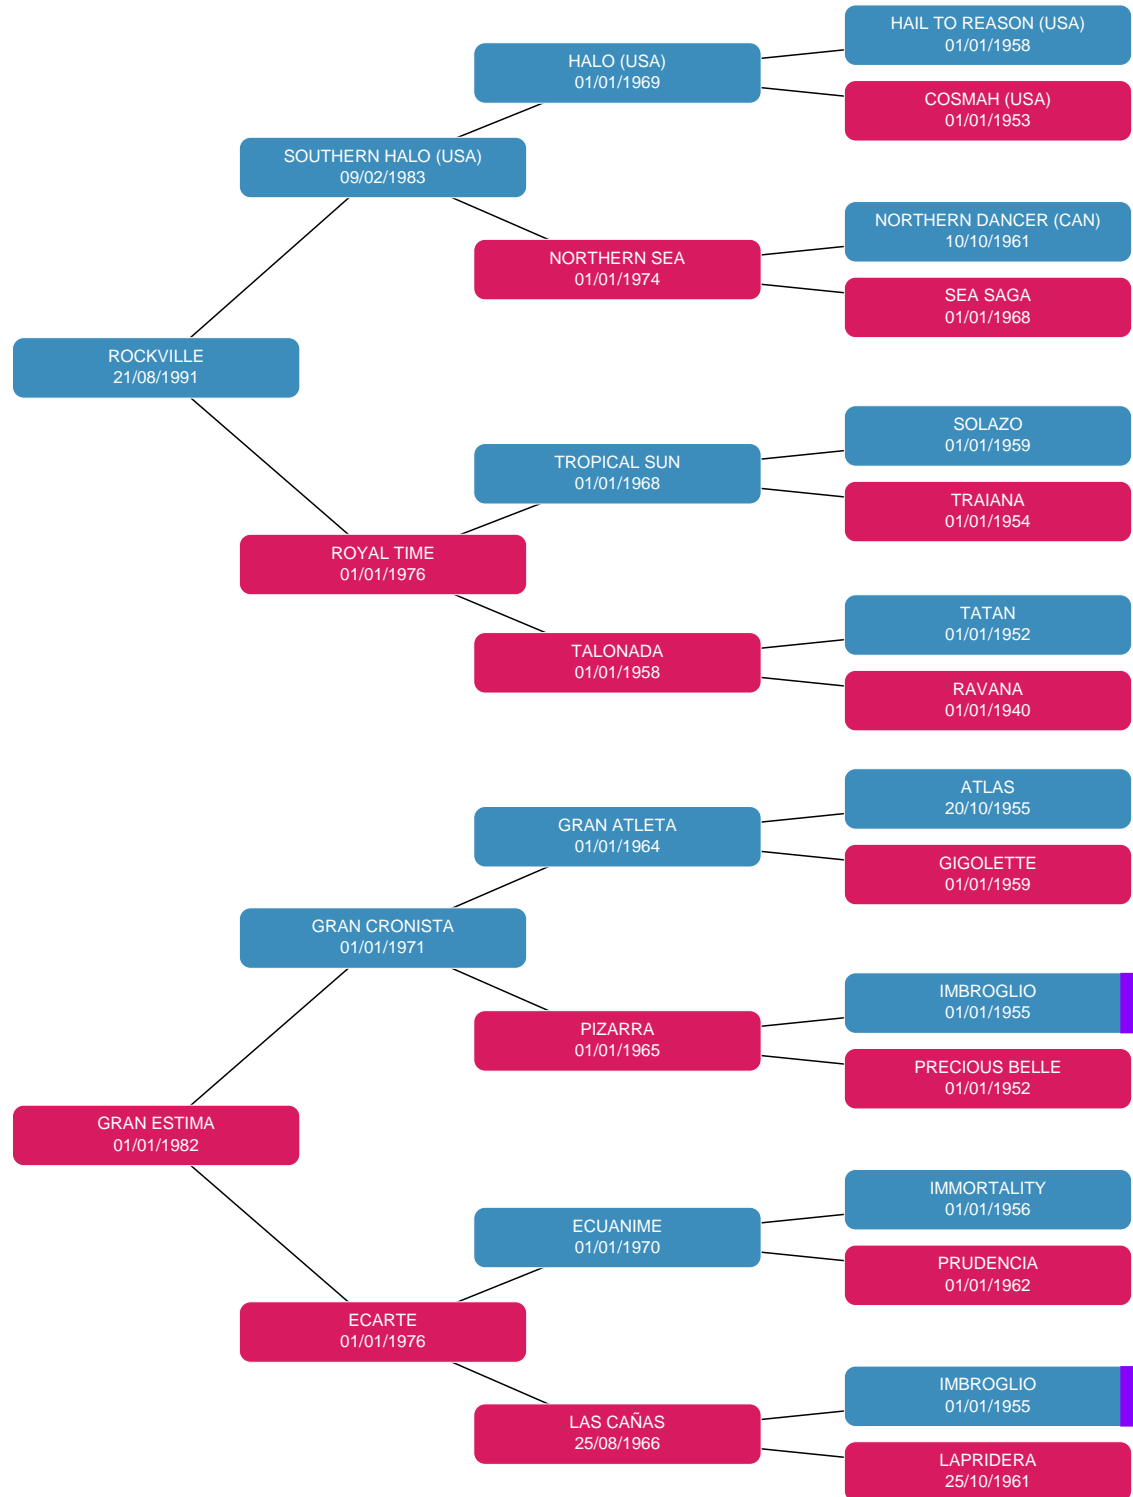 HAIL TO REASON (USA)
01/01/1958
HALO (USA)
01/01/1969
COSMAH (USA)
01/01/1953
SOUTHERN HALO (USA)
09/02/1983
NORTHERN DANCER (CAN)
10/10/1961
NORTHERN SEA
01/01/1974
SEA SAGA
01/01/1968
ROCKVILLE
21/08/1991
SOLAZO
01/01/1959
TROPICAL SUN
01/01/1968
TRAIANA
01/01/1954
ROYAL TIME
01/01/1976
TATAN
01/01/1952
TALONADA
01/01/1958
RAVANA
01/01/1940
ATLAS
20/10/1955
GRAN ATLETA
01/01/1964
GIGOLETTE
01/01/1959
GRAN CRONISTA
01/01/1971
IMBROGLIO
01/01/1955
PIZARRA
01/01/1965
PRECIOUS BELLE
01/01/1952
GRAN ESTIMA
01/01/1982
IMMORTALITY
01/01/1956
ECUANIME
01/01/1970
PRUDENCIA
01/01/1962
ECARTE
01/01/1976
IMBROGLIO
01/01/1955
LAS CAÑAS
25/08/1966
LAPRIDERA
25/10/1961